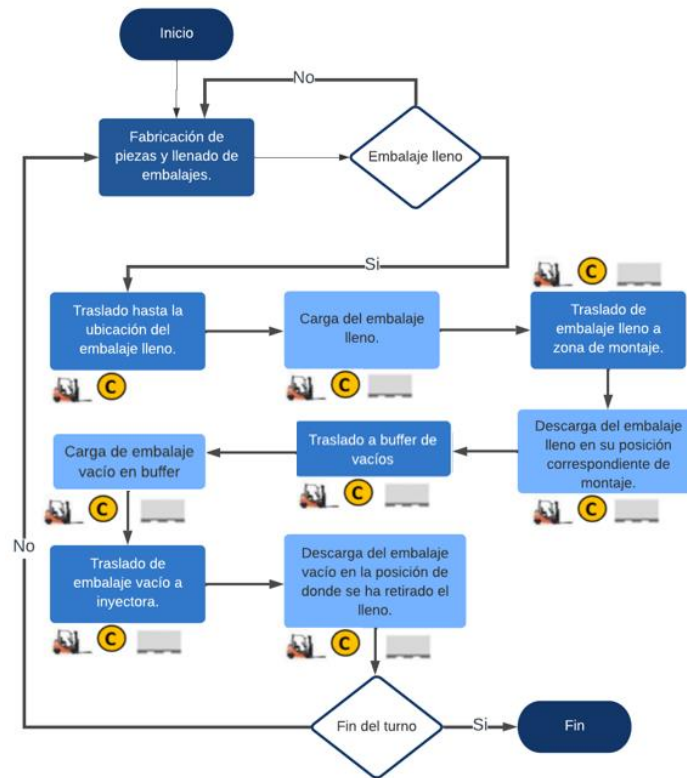 Inicio
No
Fabricación de
piezas y llenado de
embalajes.
Embalaje lleno
Si
C
Traslado hasta la
ubicación del
embalaje lleno.
C
Carga del embalaje
lleno.
C
Traslado de
embalaje lleno a
zona de montaje.
Descarga del embalaje
lleno en su posición
correspondiente de
montaje.
C
Traslado a buffer de
vacíos
C
Carga de embalaje
vacío en buffer
C
No
Traslado de
embalaje vacío a
inyectora.
C
Descarga del embalaje
vacío en la posición de
donde se ha retirado el
lleno.
C
Fin del turno
Si
Fin